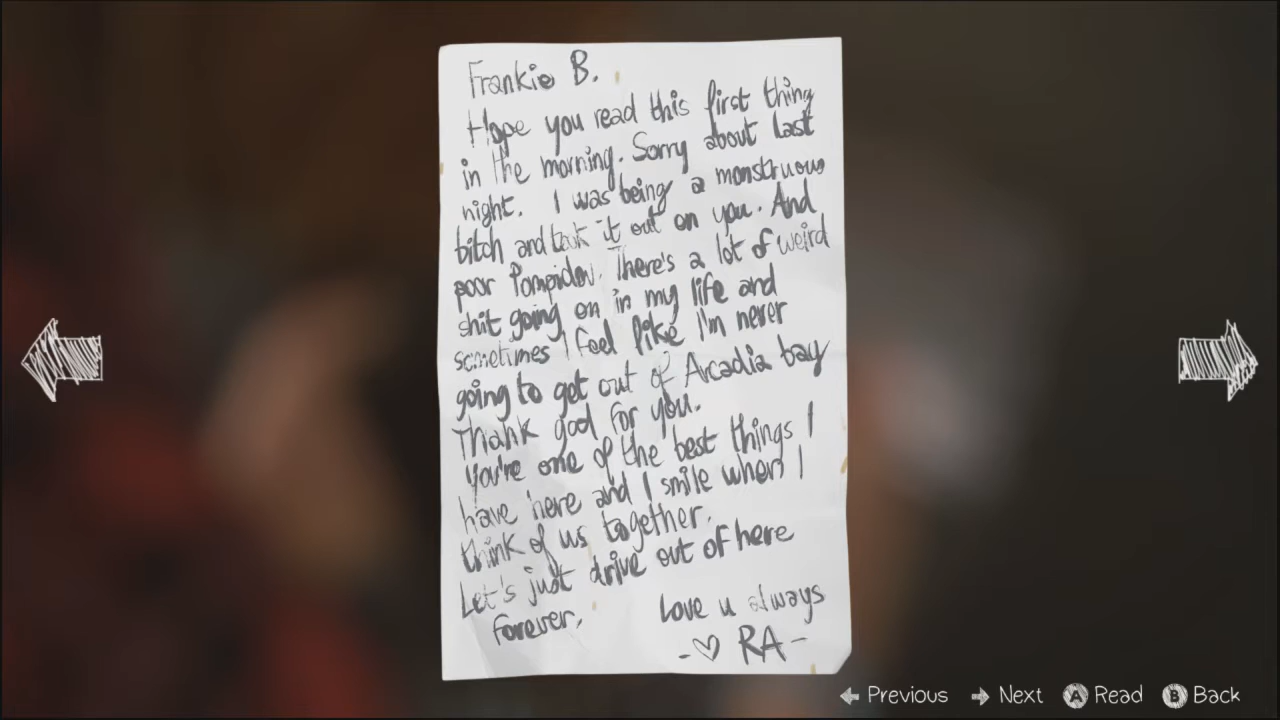 Frankie B.
Hope you read this first thing
in the morning. Sorry about last
night. I was being a monstruous
bitch and took it out on you. And
poor Pompidou. There's a lot of weird
shit going on in my life and
sometimes I feel like I'm never
going to get out of Arcadia bay
Thank god for you.
You're one of the best things I
have here and I smile when I
think of us together.
Let's just drive out of here
forever.
Love u always
-♡ RA-
Previous Next A Read B Back